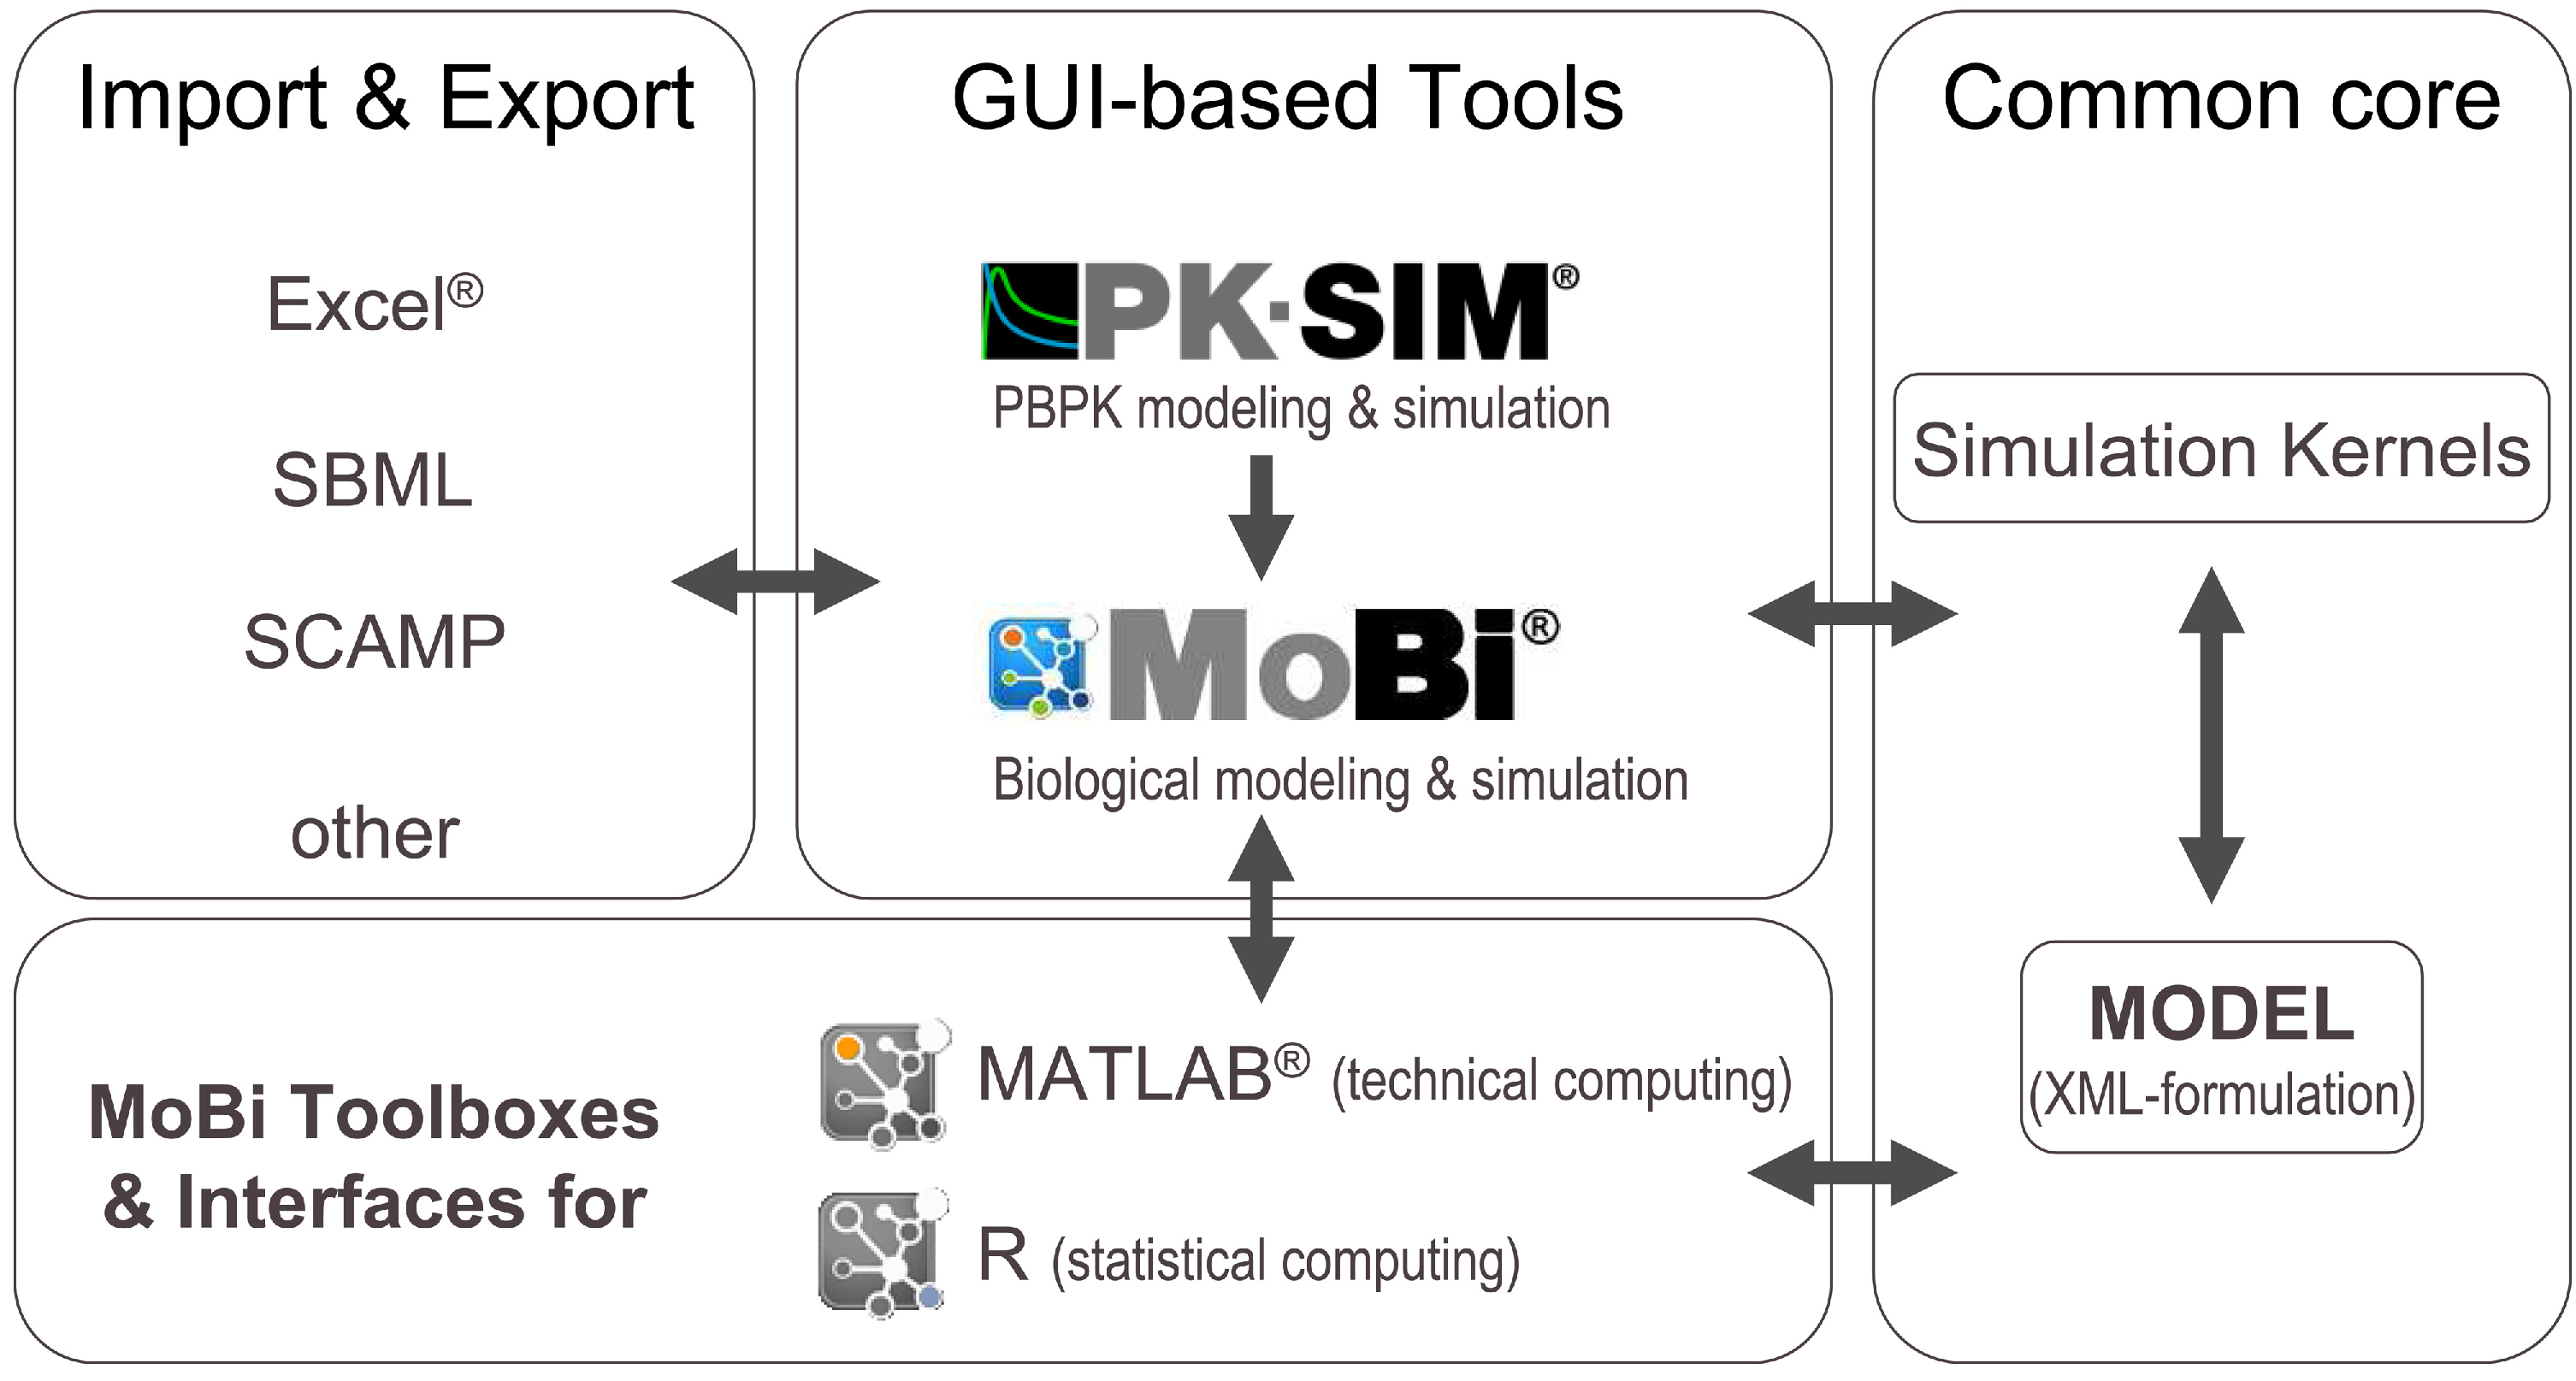 Import & Export
Excel®
SBML
SCAMP
other
GUI-based Tools
PK-SIM®
PBPK modeling & simulation
MoBi®
Biological modeling & simulation
Common core
Simulation Kernels
MODEL
(XML-formulation)
MoBi Toolboxes
& Interfaces for
MATLAB® (technical computing)
R (statistical computing)